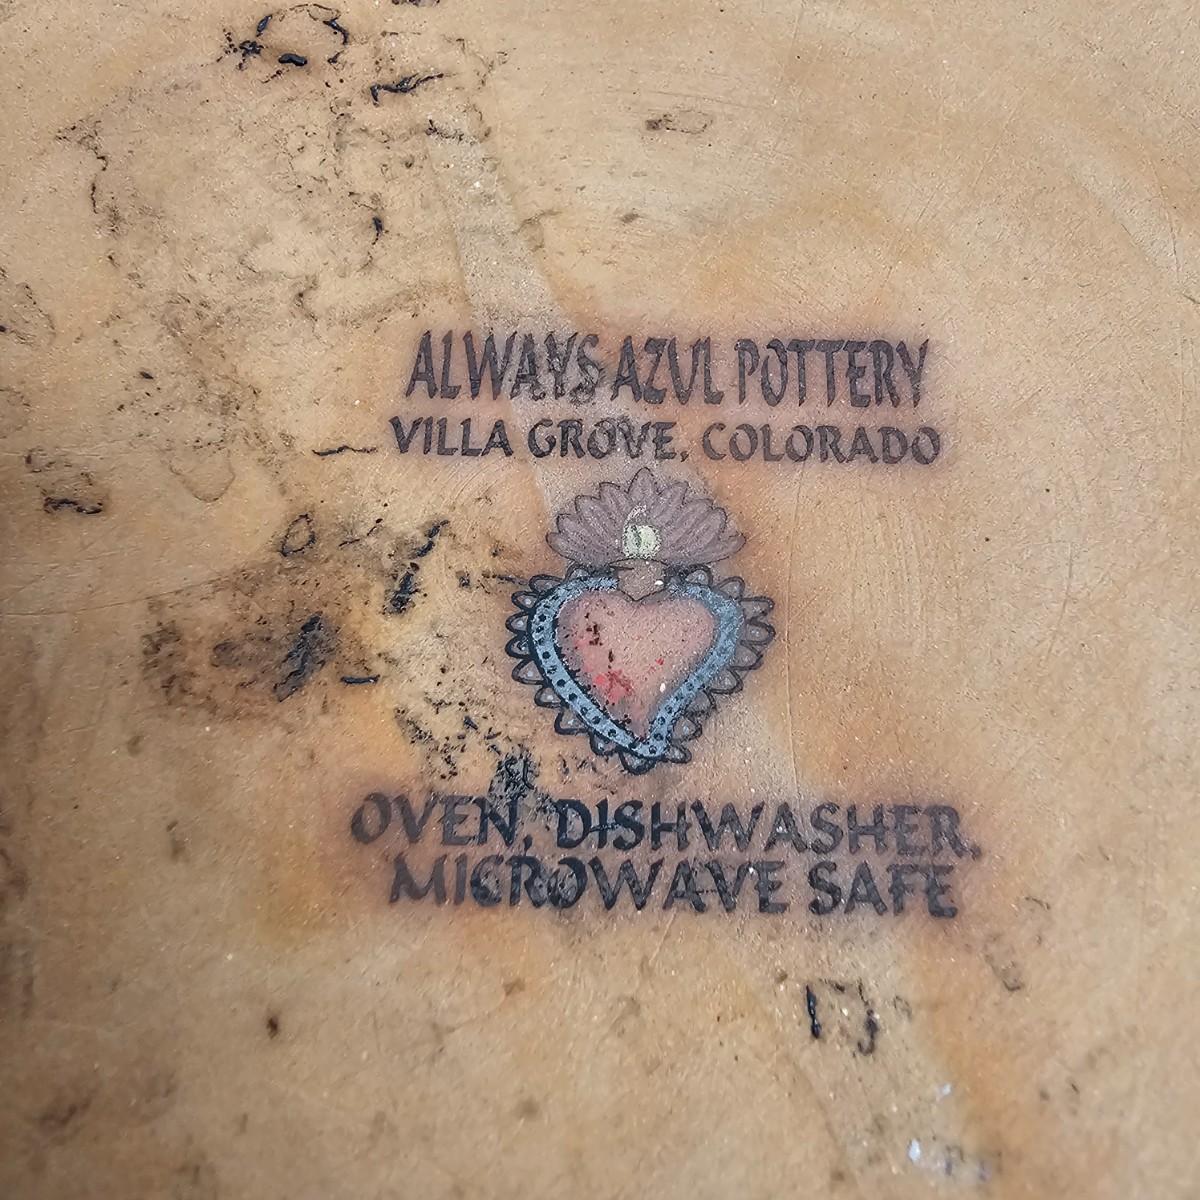 ALWAYS AZUL POTTERY
VILLA GROVE, COLORADO
OVEN, DISHWASHER,
MICROWAVE SAFE